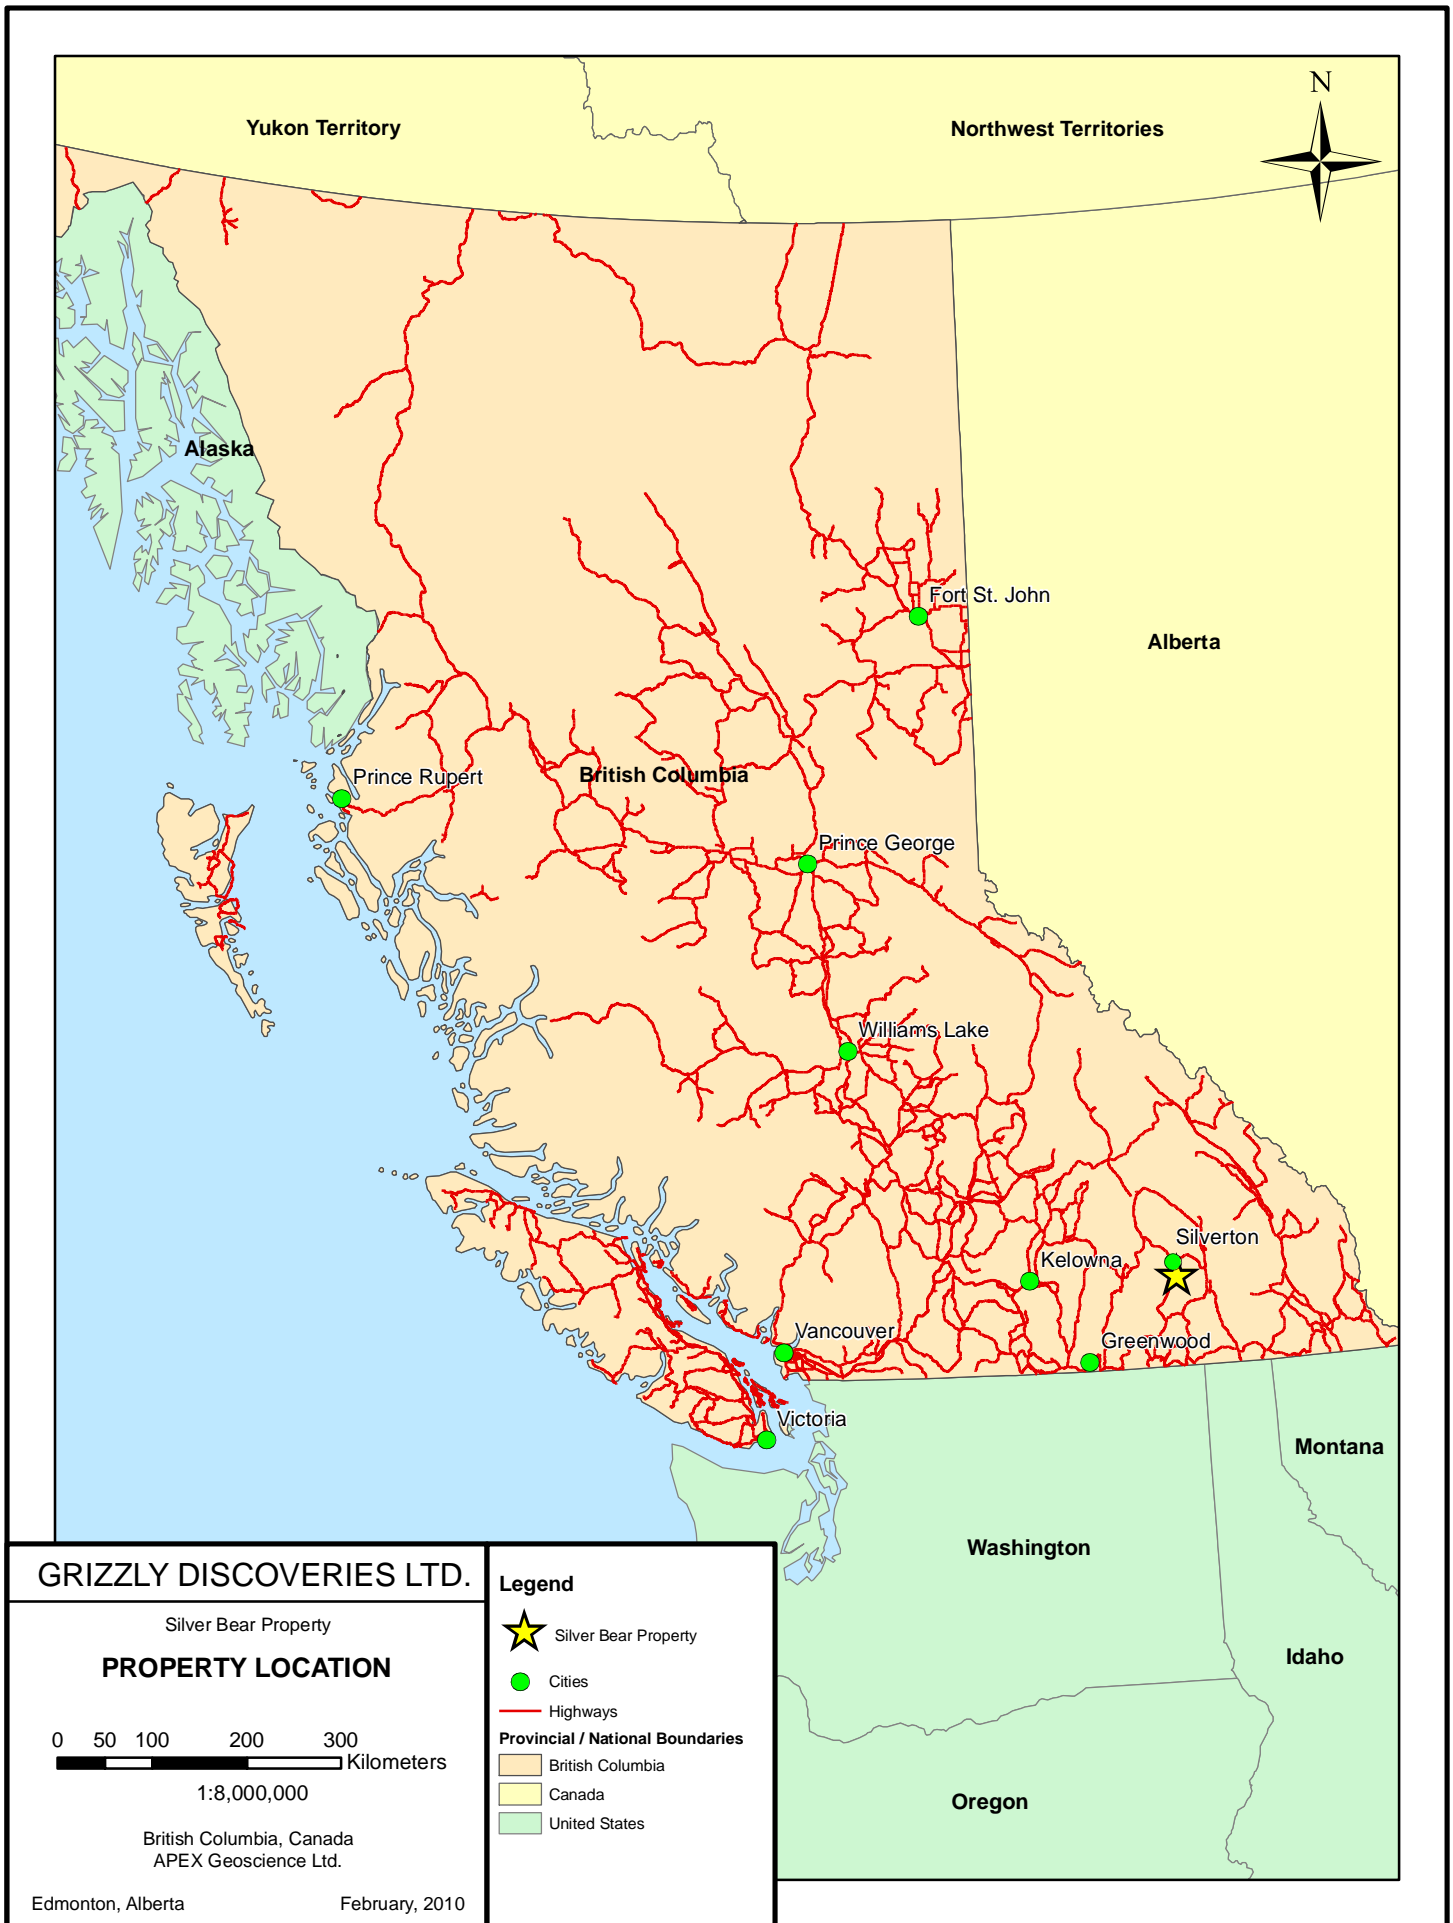 N
Yukon Territory
Northwest Territories
Alaska
Fort St. John
Alberta
Prince Rupert
British Columbia
Prince George
Williams Lake
Silverton
Kelowna
Vancouver
Greenwood
Victoria
Montana
Washington
Idaho
Oregon
GRIZZLY DISCOVERIES LTD.
Silver Bear Property
PROPERTY LOCATION
0 50 100 200 300
Kilometers
1:8,000,000
British Columbia, Canada
APEX Geoscience Ltd.
Edmonton, Alberta February, 2010
Legend
Silver Bear Property
Cities
Highways
Provincial / National Boundaries
British Columbia
Canada
United States